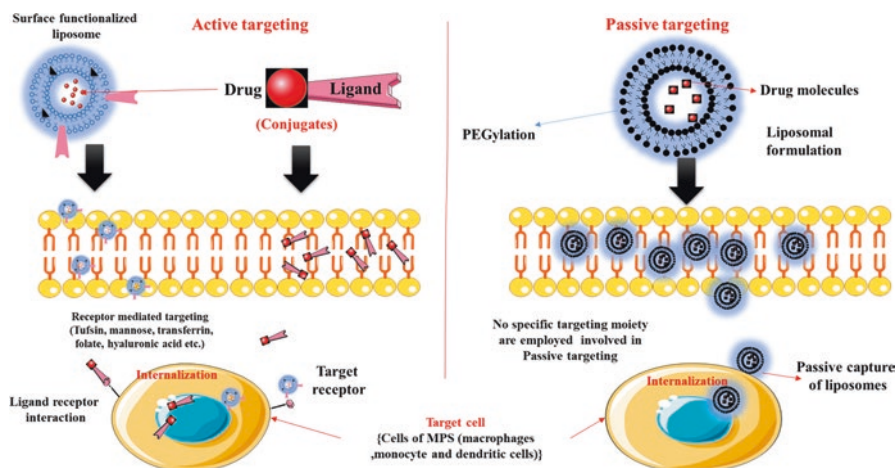 Surface functionalized
liposome
Active targeting
Drug
Ligand
(Conjugates)
Receptor mediated targeting
(Tufsin, mannose, transferrin,
folate, hyaluronic acid etc.)
Internalization
Target
receptor
Ligand receptor
interaction
Passive targeting
Drug molecules
PEGylation
Liposomal
formulation
No specific targeting moiety
are employed involved in
Passive targeting
Internalization
Passive capture
of liposomes
Target cell
{Cells of MPS (macrophages
,monocyte and dendritic cells)}